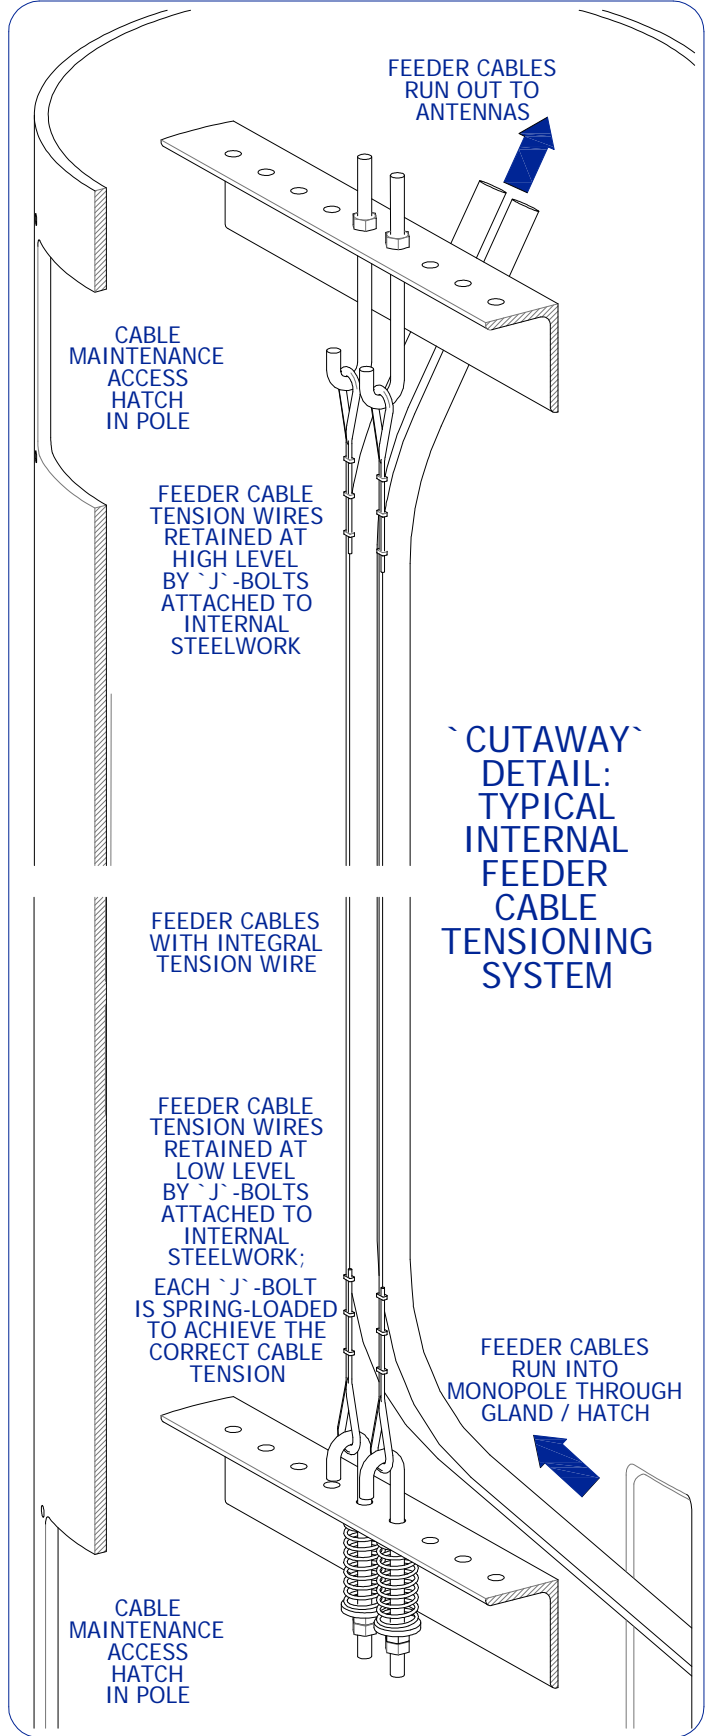 FEEDER CABLES
RUN OUT TO
ANTENNAS
CABLE
MAINTENANCE
ACCESS
HATCH
IN POLE
FEEDER CABLE
TENSION WIRES
RETAINED AT
HIGH LEVEL
BY `J`-BOLTS
ATTACHED TO
INTERNAL
STEELWORK
`CUTAWAY`
DETAIL:
TYPICAL
INTERNAL
FEEDER
CABLE
TENSIONING
SYSTEM
FEEDER CABLES
WITH INTEGRAL
TENSION WIRE
FEEDER CABLE
TENSION WIRES
RETAINED AT
LOW LEVEL
BY `J`-BOLTS
ATTACHED TO
INTERNAL
STEELWORK;
EACH `J`-BOLT
IS SPRING-LOADED
TO ACHIEVE THE
CORRECT CABLE
TENSION
FEEDER CABLES
RUN INTO
MONOPOLE THROUGH
GLAND / HATCH
CABLE
MAINTENANCE
ACCESS
HATCH
IN POLE